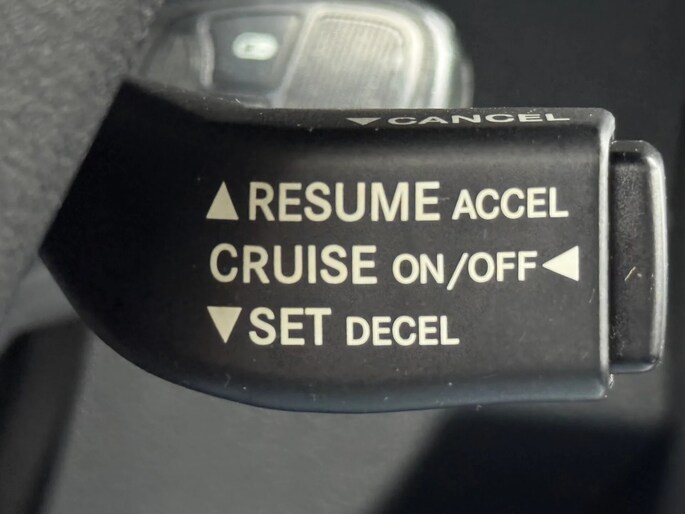 ▼CANCEL
▲RESUME ACCEL
CRUISE ON/OFF◀
▼SET DECEL